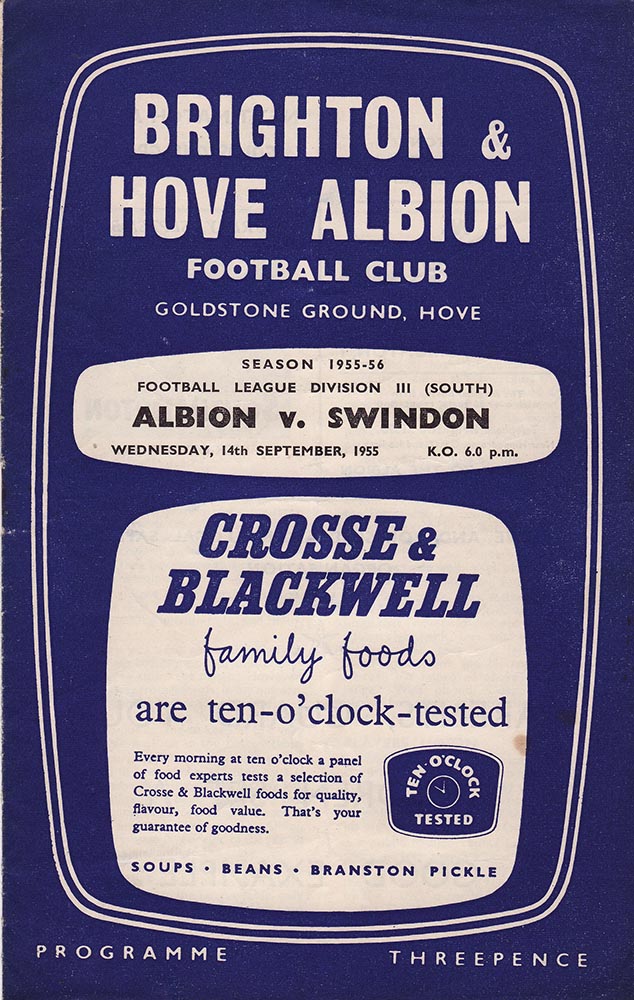 BRIGHTON &
HOVE ALBION
FOOTBALL CLUB
GOLDSTONE GROUND, HOVE
SEASON 1955-56
FOOTBALL LEAGUE DIVISION III (SOUTH)
ALBION v. SWINDON
WEDNESDAY, 14th SEPTEMBER, 1955 K.O. 6.0 p.m.
CROSSE &
BLACKWELL
family foods
are ten-o'clock-tested
Every morning at ten o'clock a panel
of food experts tests a selection of
Crosse & Blackwell foods for quality,
flavour, food value. That's your
guarantee of goodness.
TEN-O'CLOCK
TESTED
SOUPS · BEANS · BRANSTON PICKLE
PROGRAMME THREEPENCE